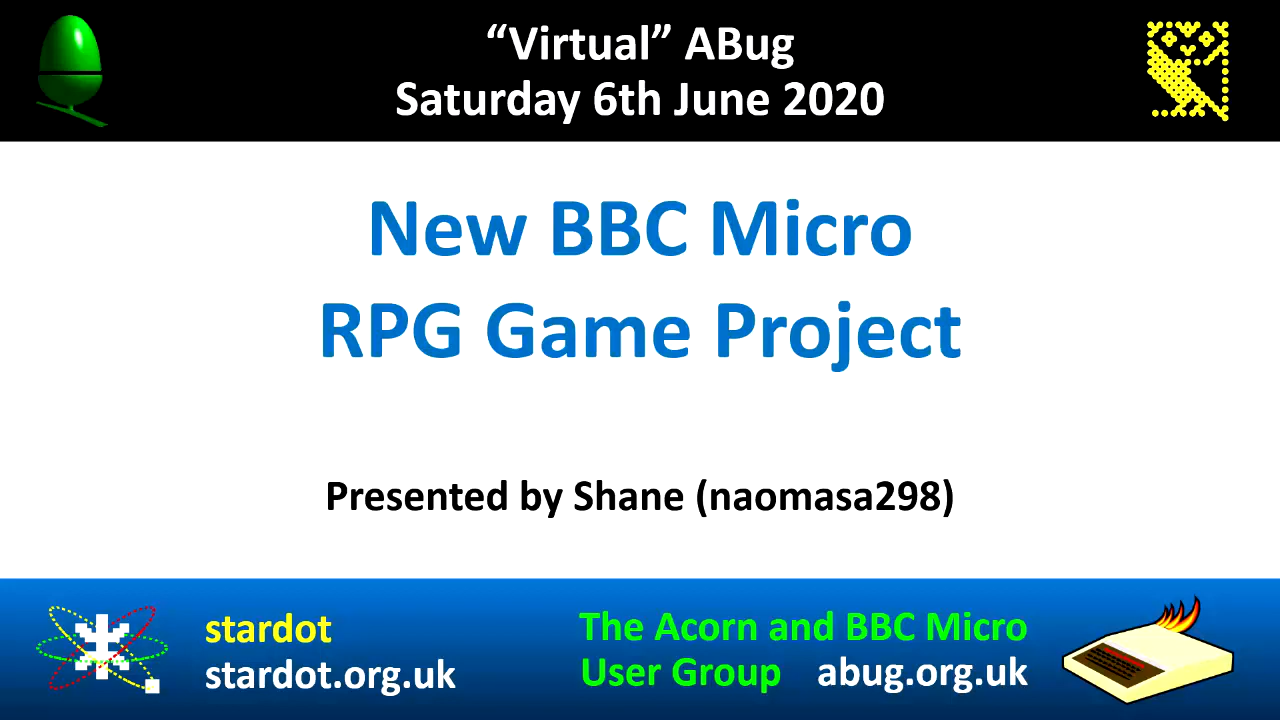 “Virtual” ABug
Saturday 6th June 2020
New BBC Micro
RPG Game Project
Presented by Shane (naomasa298)
stardot
stardot.org.uk
The Acorn and BBC Micro
User Group abug.org.uk